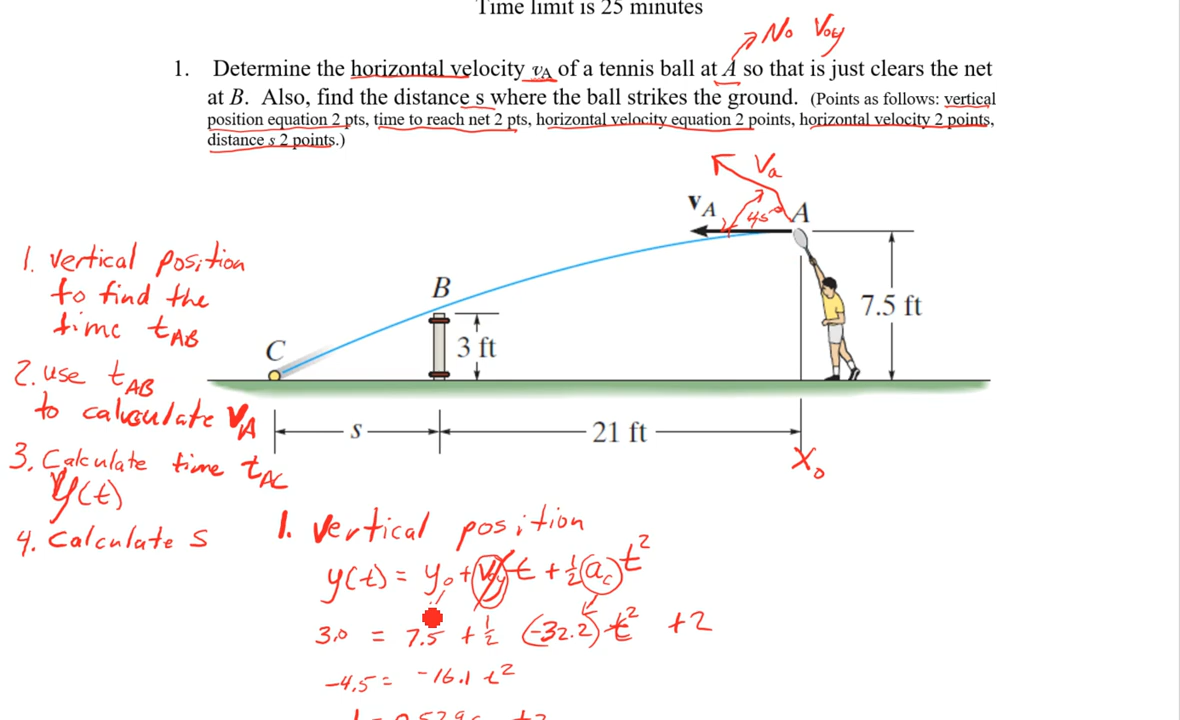 Time limit is 25 minutes
No Voy
1. Determine the horizontal velocity vA of a tennis ball at A so that is just clears the net
at B. Also, find the distance s where the ball strikes the ground. (Points as follows: vertical
position equation 2 pts, time to reach net 2 pts, horizontal velocity equation 2 points, horizontal velocity 2 points,
distance s 2 points.)
Va
vA
45°
A
1. vertical position
to find the
time tAB
B
7.5 ft
3 ft
C
2. use tAB
to calculate VA
s
21 ft
X₀
3. Calculate time tAC
y(t)
4. Calculate s
1. vertical position
y(t) = y₀ + V₀y t + ½(ac)t²
3.0 = 7.5 + ½ (-32.2) t² +2
-4.5 = -16.1 t²